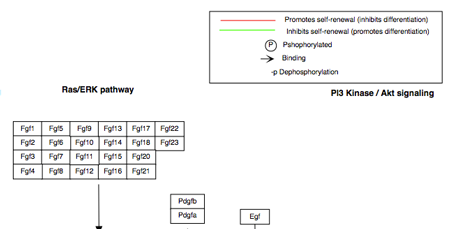 Promotes self-renewal (inhibits differentiation)
Inhibits self-renewal (promotes differentiation)
P Pshophorylated
Binding
-p Dephosphorylation
Ras/ERK pathway
PI3 Kinase / Akt signaling
Fgf1 Fgf5 Fgf9 Fgf13 Fgf17 Fgf22
Fgf2 Fgf6 Fgf10 Fgf14 Fgf18 Fgf23
Fgf3 Fgf7 Fgf11 Fgf15 Fgf20
Fgf4 Fgf8 Fgf12 Fgf16 Fgf21
Pdgfb
Pdgfa
Egf